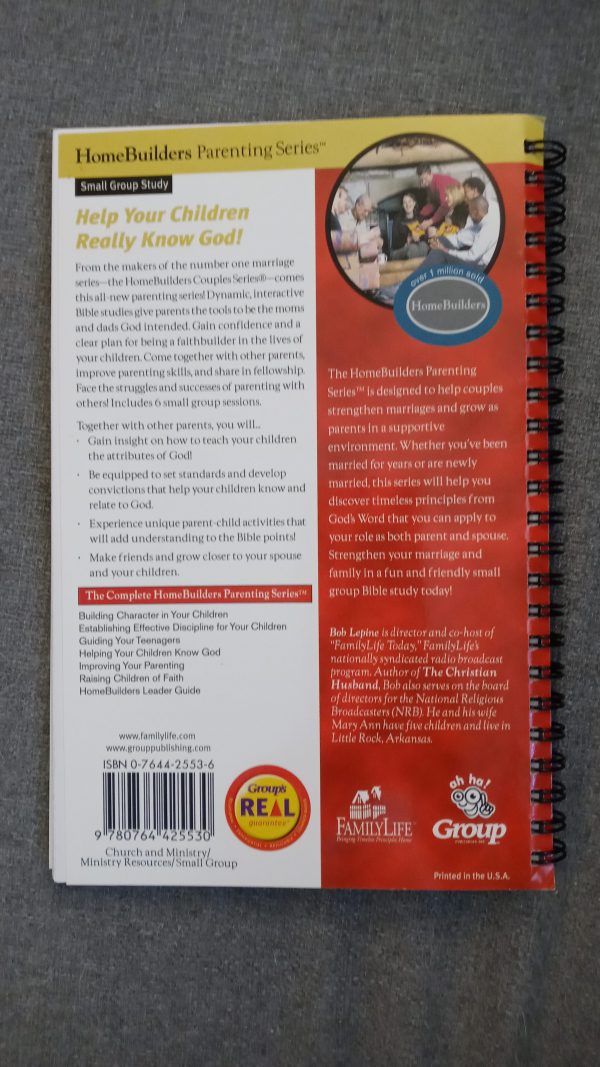 HomeBuilders Parenting Series™
Small Group Study
Help Your Children
Really Know God!
From the makers of the number one marriage
series—the HomeBuilders Couples Series®—comes
this all-new parenting series! Dynamic, interactive
Bible studies give parents the tools to be the moms
and dads God intended. Gain confidence and a
clear plan for being a faithbuilder in the lives of
your children. Come together with other parents,
improve parenting skills, and share in fellowship.
Face the struggles and successes of parenting with
others! Includes 6 small group sessions.
Together with other parents, you will...
· Gain insight on how to teach your children
the attributes of God!
· Be equipped to set standards and develop
convictions that help your children know and
relate to God.
· Experience unique parent-child activities that
will add understanding to the Bible points!
· Make friends and grow closer to your spouse
and your children.
The Complete HomeBuilders Parenting Series™
Building Character in Your Children
Establishing Effective Discipline for Your Children
Guiding Your Teenagers
Helping Your Children Know God
Improving Your Parenting
Raising Children of Faith
HomeBuilders Leader Guide
www.familylife.com
www.grouppublishing.com
ISBN 0-7644-2553-6
9 780764 425530
Church and Ministry/
Ministry Resources/Small Group
Group's
REAL
guarantee
over 1 million sold
HomeBuilders
The HomeBuilders Parenting
Series™ is designed to help couples
strengthen marriages and grow as
parents in a supportive
environment. Whether you've been
married for years or are newly
married, this series will help you
discover timeless principles from
God's Word that you can apply to
your role as both parent and spouse.
Strengthen your marriage and
family in a fun and friendly small
group Bible study today!
Bob Lepine is director and co-host of
"FamilyLife Today," FamilyLife's
nationally syndicated radio broadcast
program. Author of The Christian
Husband, Bob also serves on the board
of directors for the National Religious
Broadcasters (NRB). He and his wife
Mary Ann have five children and live in
Little Rock, Arkansas.
FAMILYLIFE™
Bringing Timeless Principles Home
ah ha!
Group
Printed in the U.S.A.